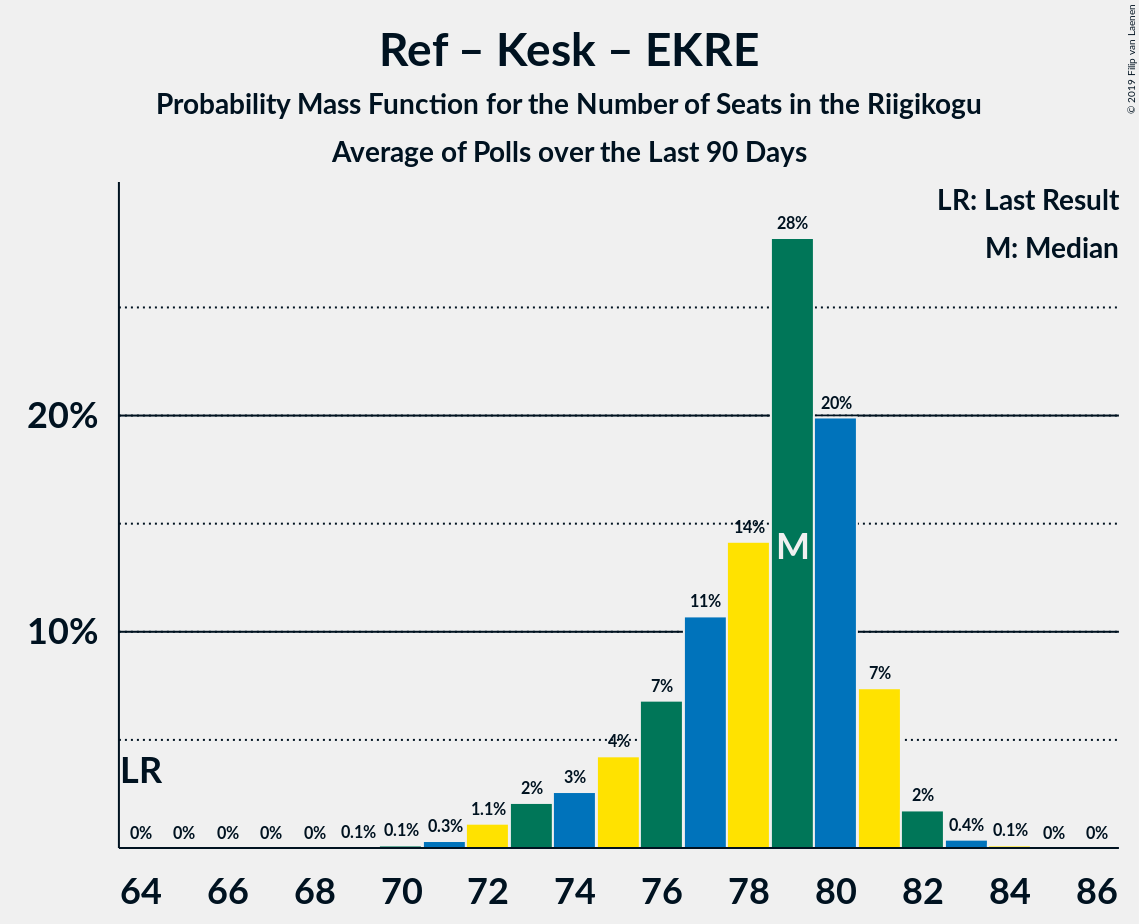 © 2019 Filip van Laenen
Ref – Kesk – EKRE
Probability Mass Function for the Number of Seats in the Riigikogu
Average of Polls over the Last 90 Days
LR: Last Result
M: Median
20%
10%
LR
M
0% 0% 0% 0% 0% 0.1% 0.1% 0.3% 1.1% 2% 3% 4% 7% 11% 14% 28% 20% 7% 2% 0.4% 0.1% 0% 0%
64 66 68 70 72 74 76 78 80 82 84 86